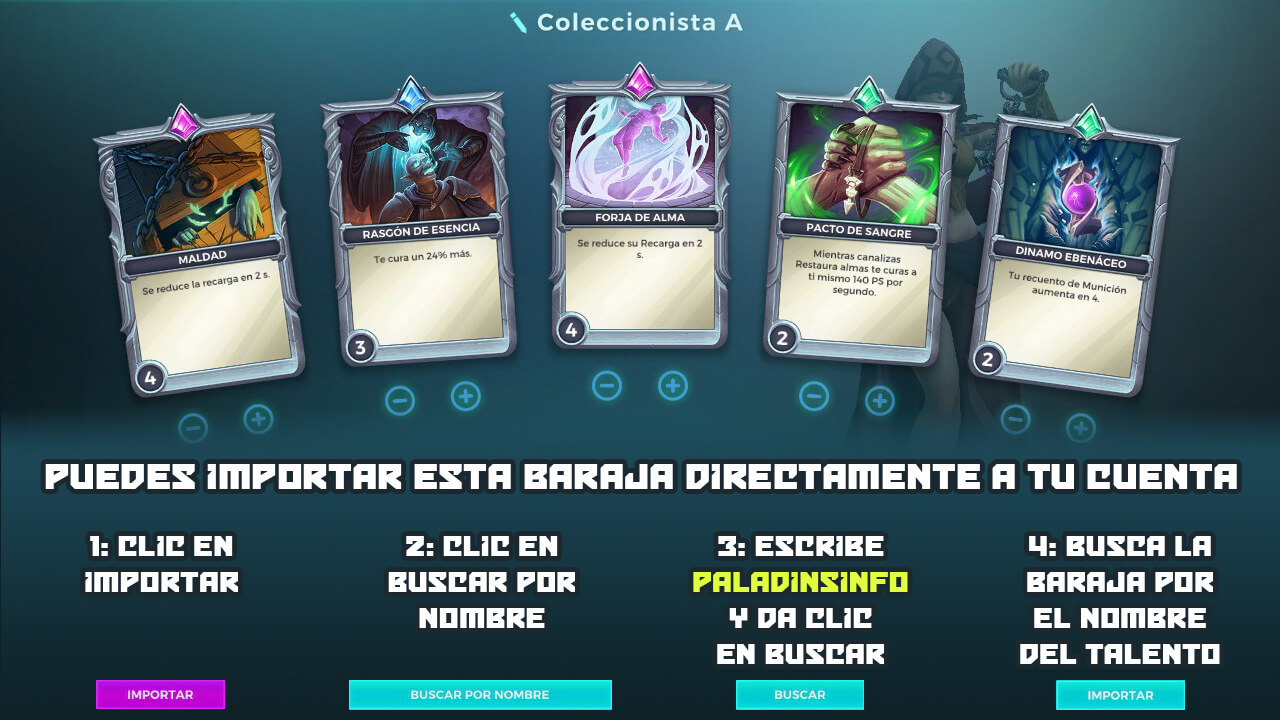 Coleccionista A
MALDAD
Se reduce la recarga en 2 s.
4
RASGÓN DE ESENCIA
Te cura un 24% más.
3
FORJA DE ALMA
Se reduce su Recarga en 2
s.
4
PACTO DE SANGRE
Mientras canalizas
Restaura almas te curas a
ti mismo 140 PS por
segundo.
2
DINAMO EBENÁCEO
Tu recuento de Munición
aumenta en 4.
2
PUEDES IMPORTAR ESTA BARAJA DIRECTAMENTE A TU CUENTA
1: CLIC EN
IMPORTAR
IMPORTAR
2: CLIC EN
BUSCAR POR
NOMBRE
BUSCAR POR NOMBRE
3: ESCRIBE
PALADINSINFO
Y DA CLIC
EN BUSCAR
BUSCAR
4: BUSCA LA
BARAJA POR
EL NOMBRE
DEL TALENTO
IMPORTAR